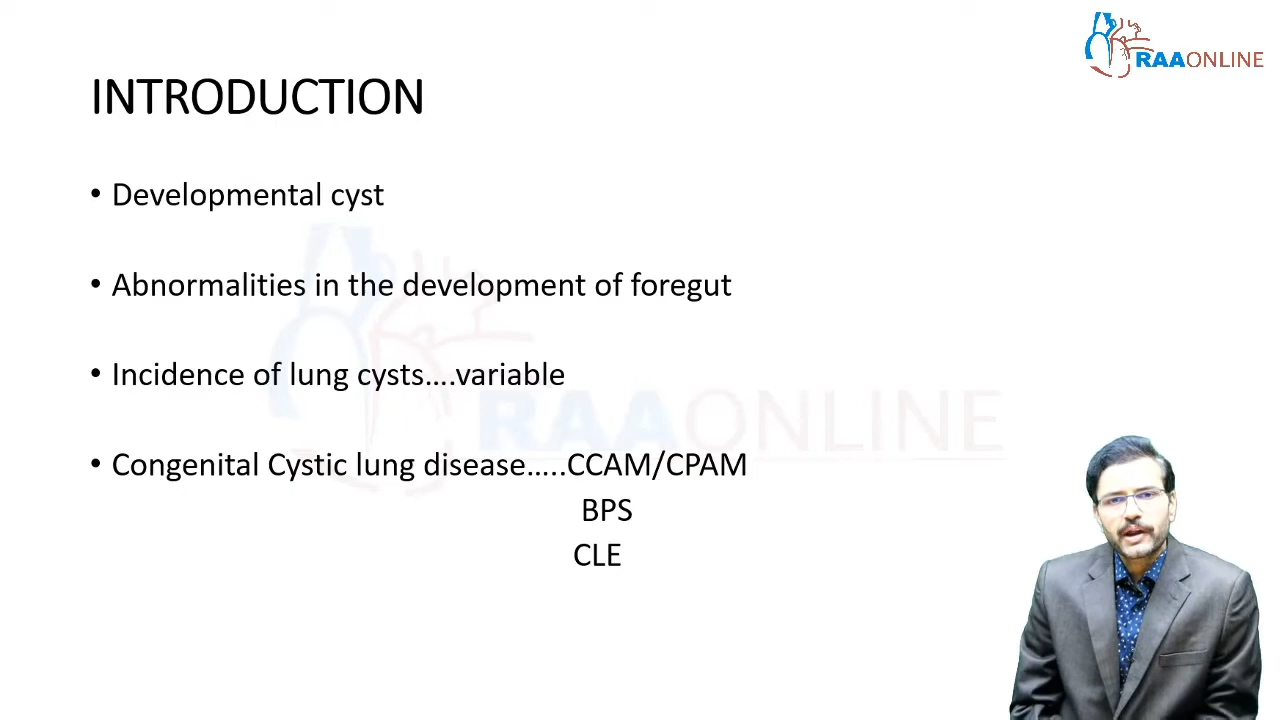 RAAONLINE
INTRODUCTION
• Developmental cyst
• Abnormalities in the development of foregut
• Incidence of lung cysts….variable
RAAONLINE
• Congenital Cystic lung disease…..CCAM/CPAM
BPS
CLE